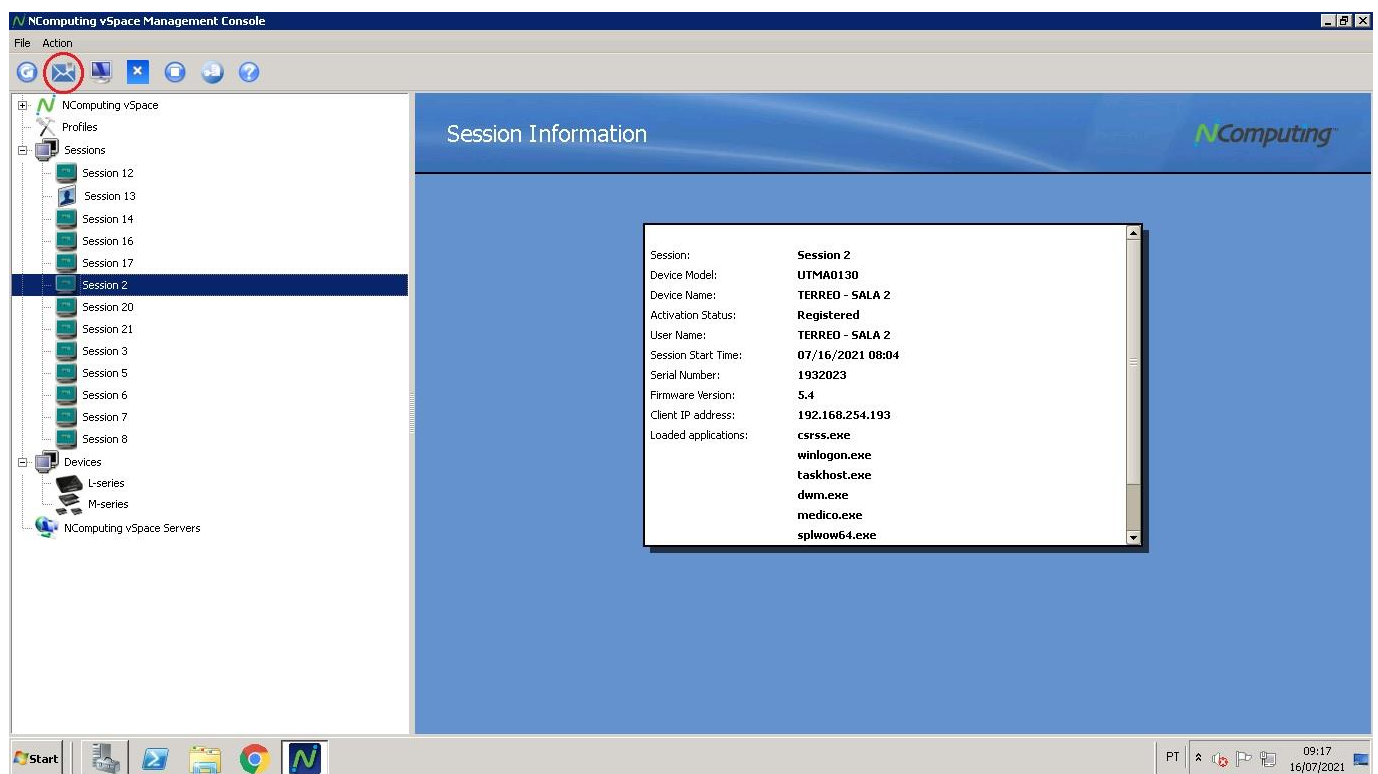 NComputing vSpace Management Console
File Action
NComputing vSpace
Profiles
Sessions
Session 12
Session 13
Session 14
Session 16
Session 17
Session 2
Session 20
Session 21
Session 3
Session 5
Session 6
Session 7
Session 8
Devices
L-series
M-series
NComputing vSpace Servers
Session Information
NComputing
Session: Session 2
Device Model: UTMA0130
Device Name: TERREO - SALA 2
Activation Status: Registered
User Name: TERREO - SALA 2
Session Start Time: 07/16/2021 08:04
Serial Number: 1932023
Firmware Version: 5.4
Client IP address: 192.168.254.193
Loaded applications: csrss.exe
winlogon.exe
taskhost.exe
dwm.exe
medico.exe
splwow64.exe
Start
PT
09:17
16/07/2021